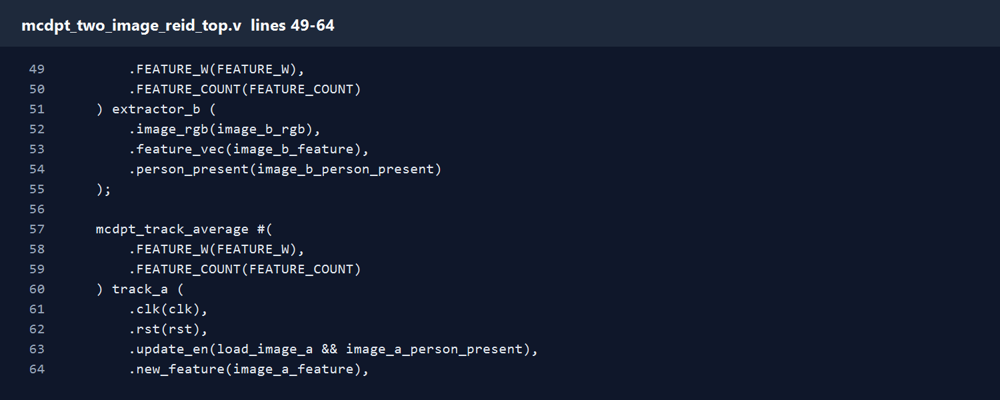 mcdpt_two_image_reid_top.v lines 49-64
49 .FEATURE_W(FEATURE_W),
50 .FEATURE_COUNT(FEATURE_COUNT)
51 ) extractor_b (
52 .image_rgb(image_b_rgb),
53 .feature_vec(image_b_feature),
54 .person_present(image_b_person_present)
55 );
56
57 mcdpt_track_average #(
58 .FEATURE_W(FEATURE_W),
59 .FEATURE_COUNT(FEATURE_COUNT)
60 ) track_a (
61 .clk(clk),
62 .rst(rst),
63 .update_en(load_image_a && image_a_person_present),
64 .new_feature(image_a_feature),